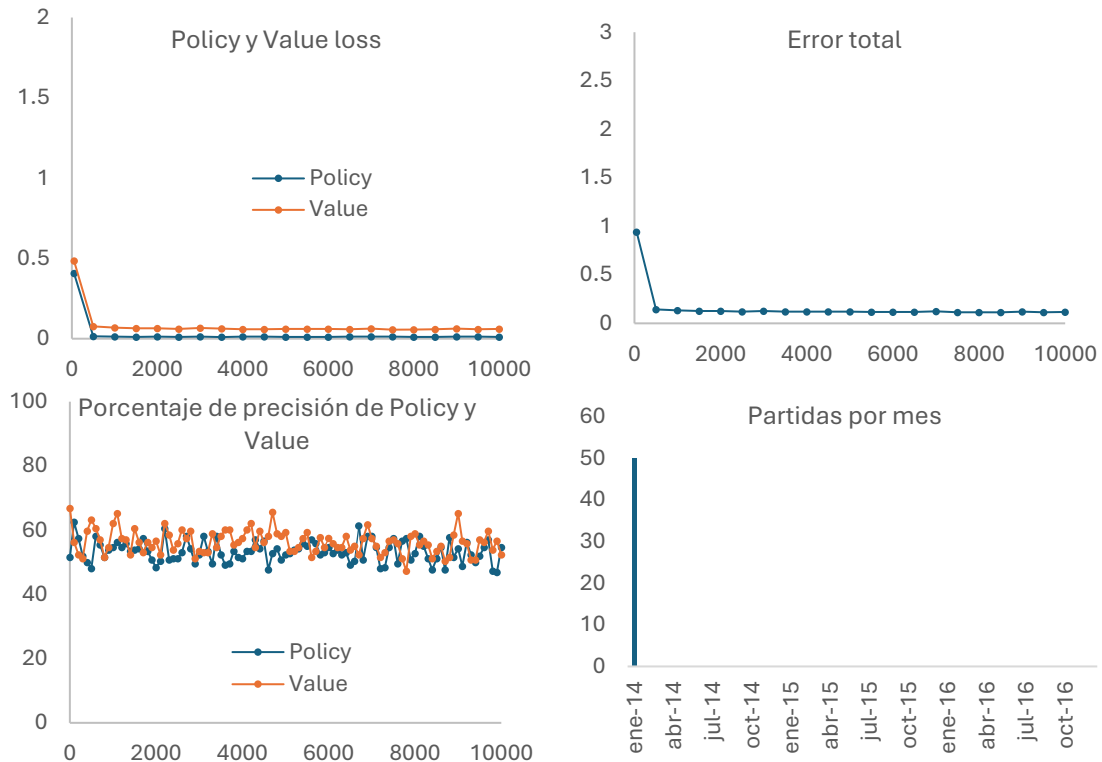 Policy y Value loss
2
1.5
1
0.5
0
Policy
Value
0 2000 4000 6000 8000 10000
Error total
3
2.5
2
1.5
1
0.5
0
0 2000 4000 6000 8000 10000
Porcentaje de precisión de Policy y
Value
100
80
60
40
20
0
Policy
Value
0 2000 4000 6000 8000 10000
Partidas por mes
60
50
40
30
20
10
0
ene-14
abr-14
jul-14
oct-14
ene-15
abr-15
jul-15
oct-15
ene-16
abr-16
jul-16
oct-16